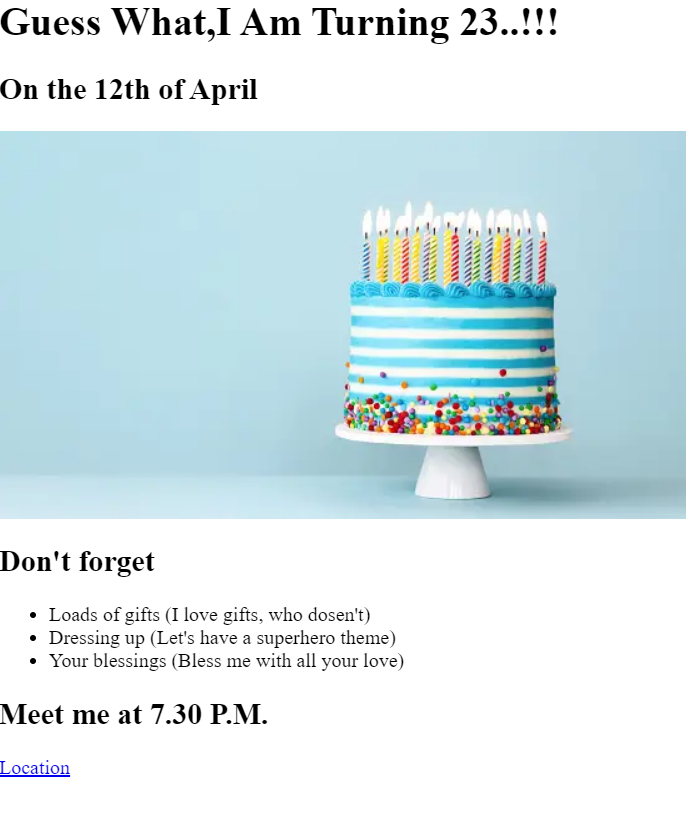 Guess What,I Am Turning 23..!!!
On the 12th of April
Don't forget
Loads of gifts (I love gifts, who dosen't)
Dressing up (Let's have a superhero theme)
Your blessings (Bless me with all your love)
Meet me at 7.30 P.M.
Location